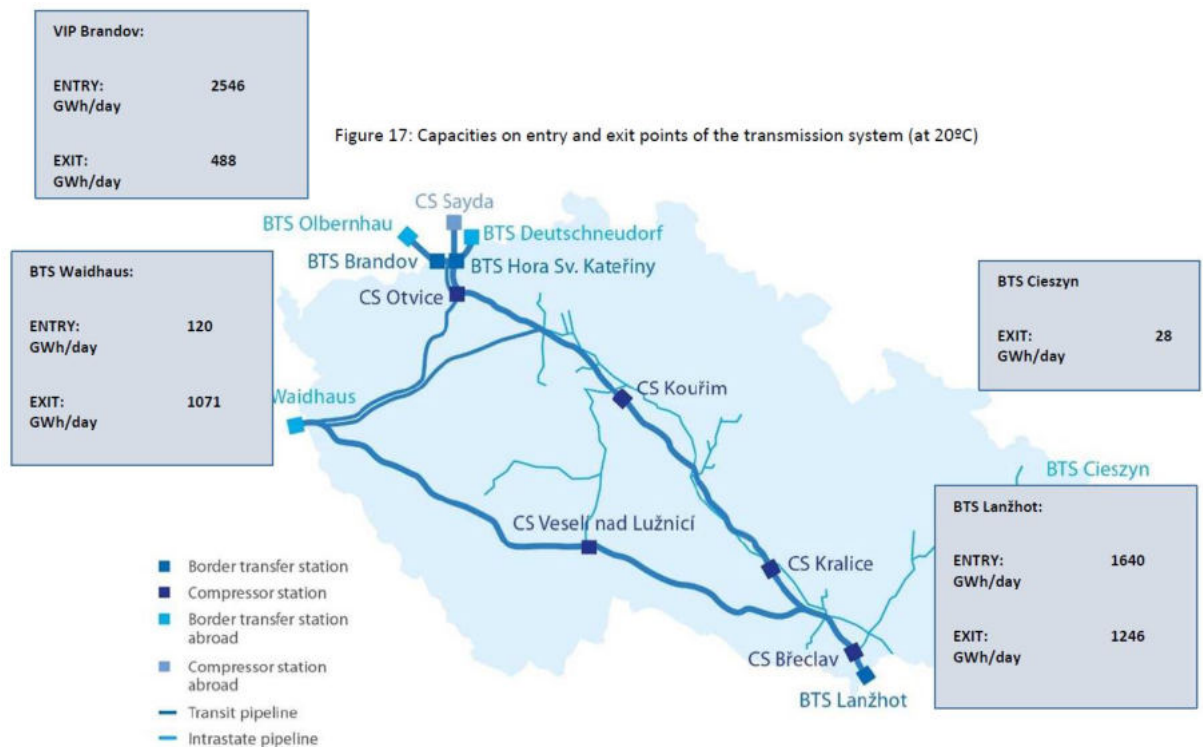 VIP Brandov:
ENTRY: 2546
GWh/day
EXIT: 488
GWh/day
Figure 17: Capacities on entry and exit points of the transmission system (at 20ºC)
CS Sayda
BTS Olbernhau
BTS Deutschneudorf
BTS Brandov
BTS Hora Sv. Kateřiny
CS Otvice
BTS Waidhaus:
ENTRY: 120
GWh/day
EXIT: 1071
GWh/day
Waidhaus
BTS Cieszyn
EXIT: 28
GWh/day
CS Kouřim
BTS Cieszyn
BTS Lanžhot:
ENTRY: 1640
GWh/day
EXIT: 1246
GWh/day
CS Veselí nad Lužnicí
CS Kralice
CS Břeclav
BTS Lanžhot
Border transfer station
Compressor station
Border transfer station
abroad
Compressor station
abroad
Transit pipeline
Intrastate pipeline